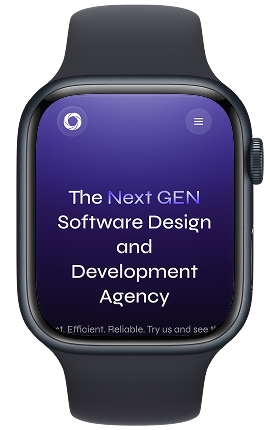 The Next GEN
Software Design
and
Development
Agency
Efficient. Reliable. Try us and see